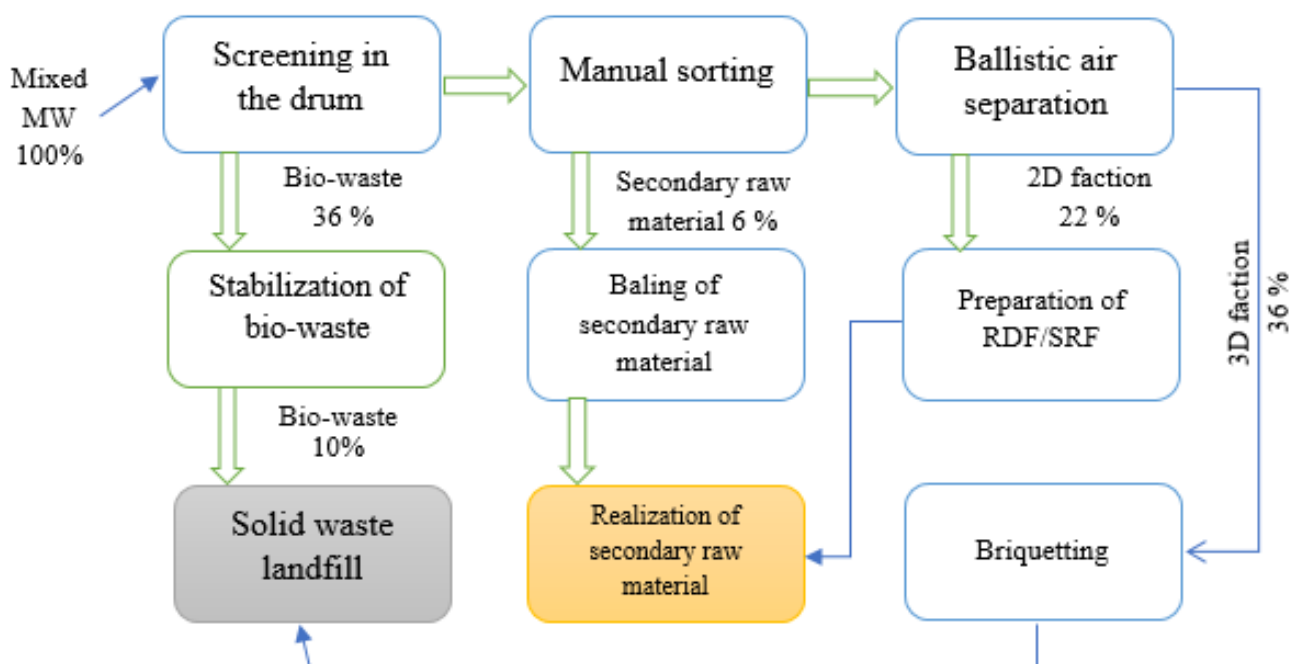 Mixed
MW
100%
Screening in
the drum
Manual sorting
Ballistic air
separation
Bio-waste
36 %
Secondary raw
material 6 %
2D faction
22 %
3D faction
36 %
Stabilization of
bio-waste
Baling of
secondary raw
material
Preparation of
RDF/SRF
Bio-waste
10%
Solid waste
landfill
Realization of
secondary raw
material
Briquetting